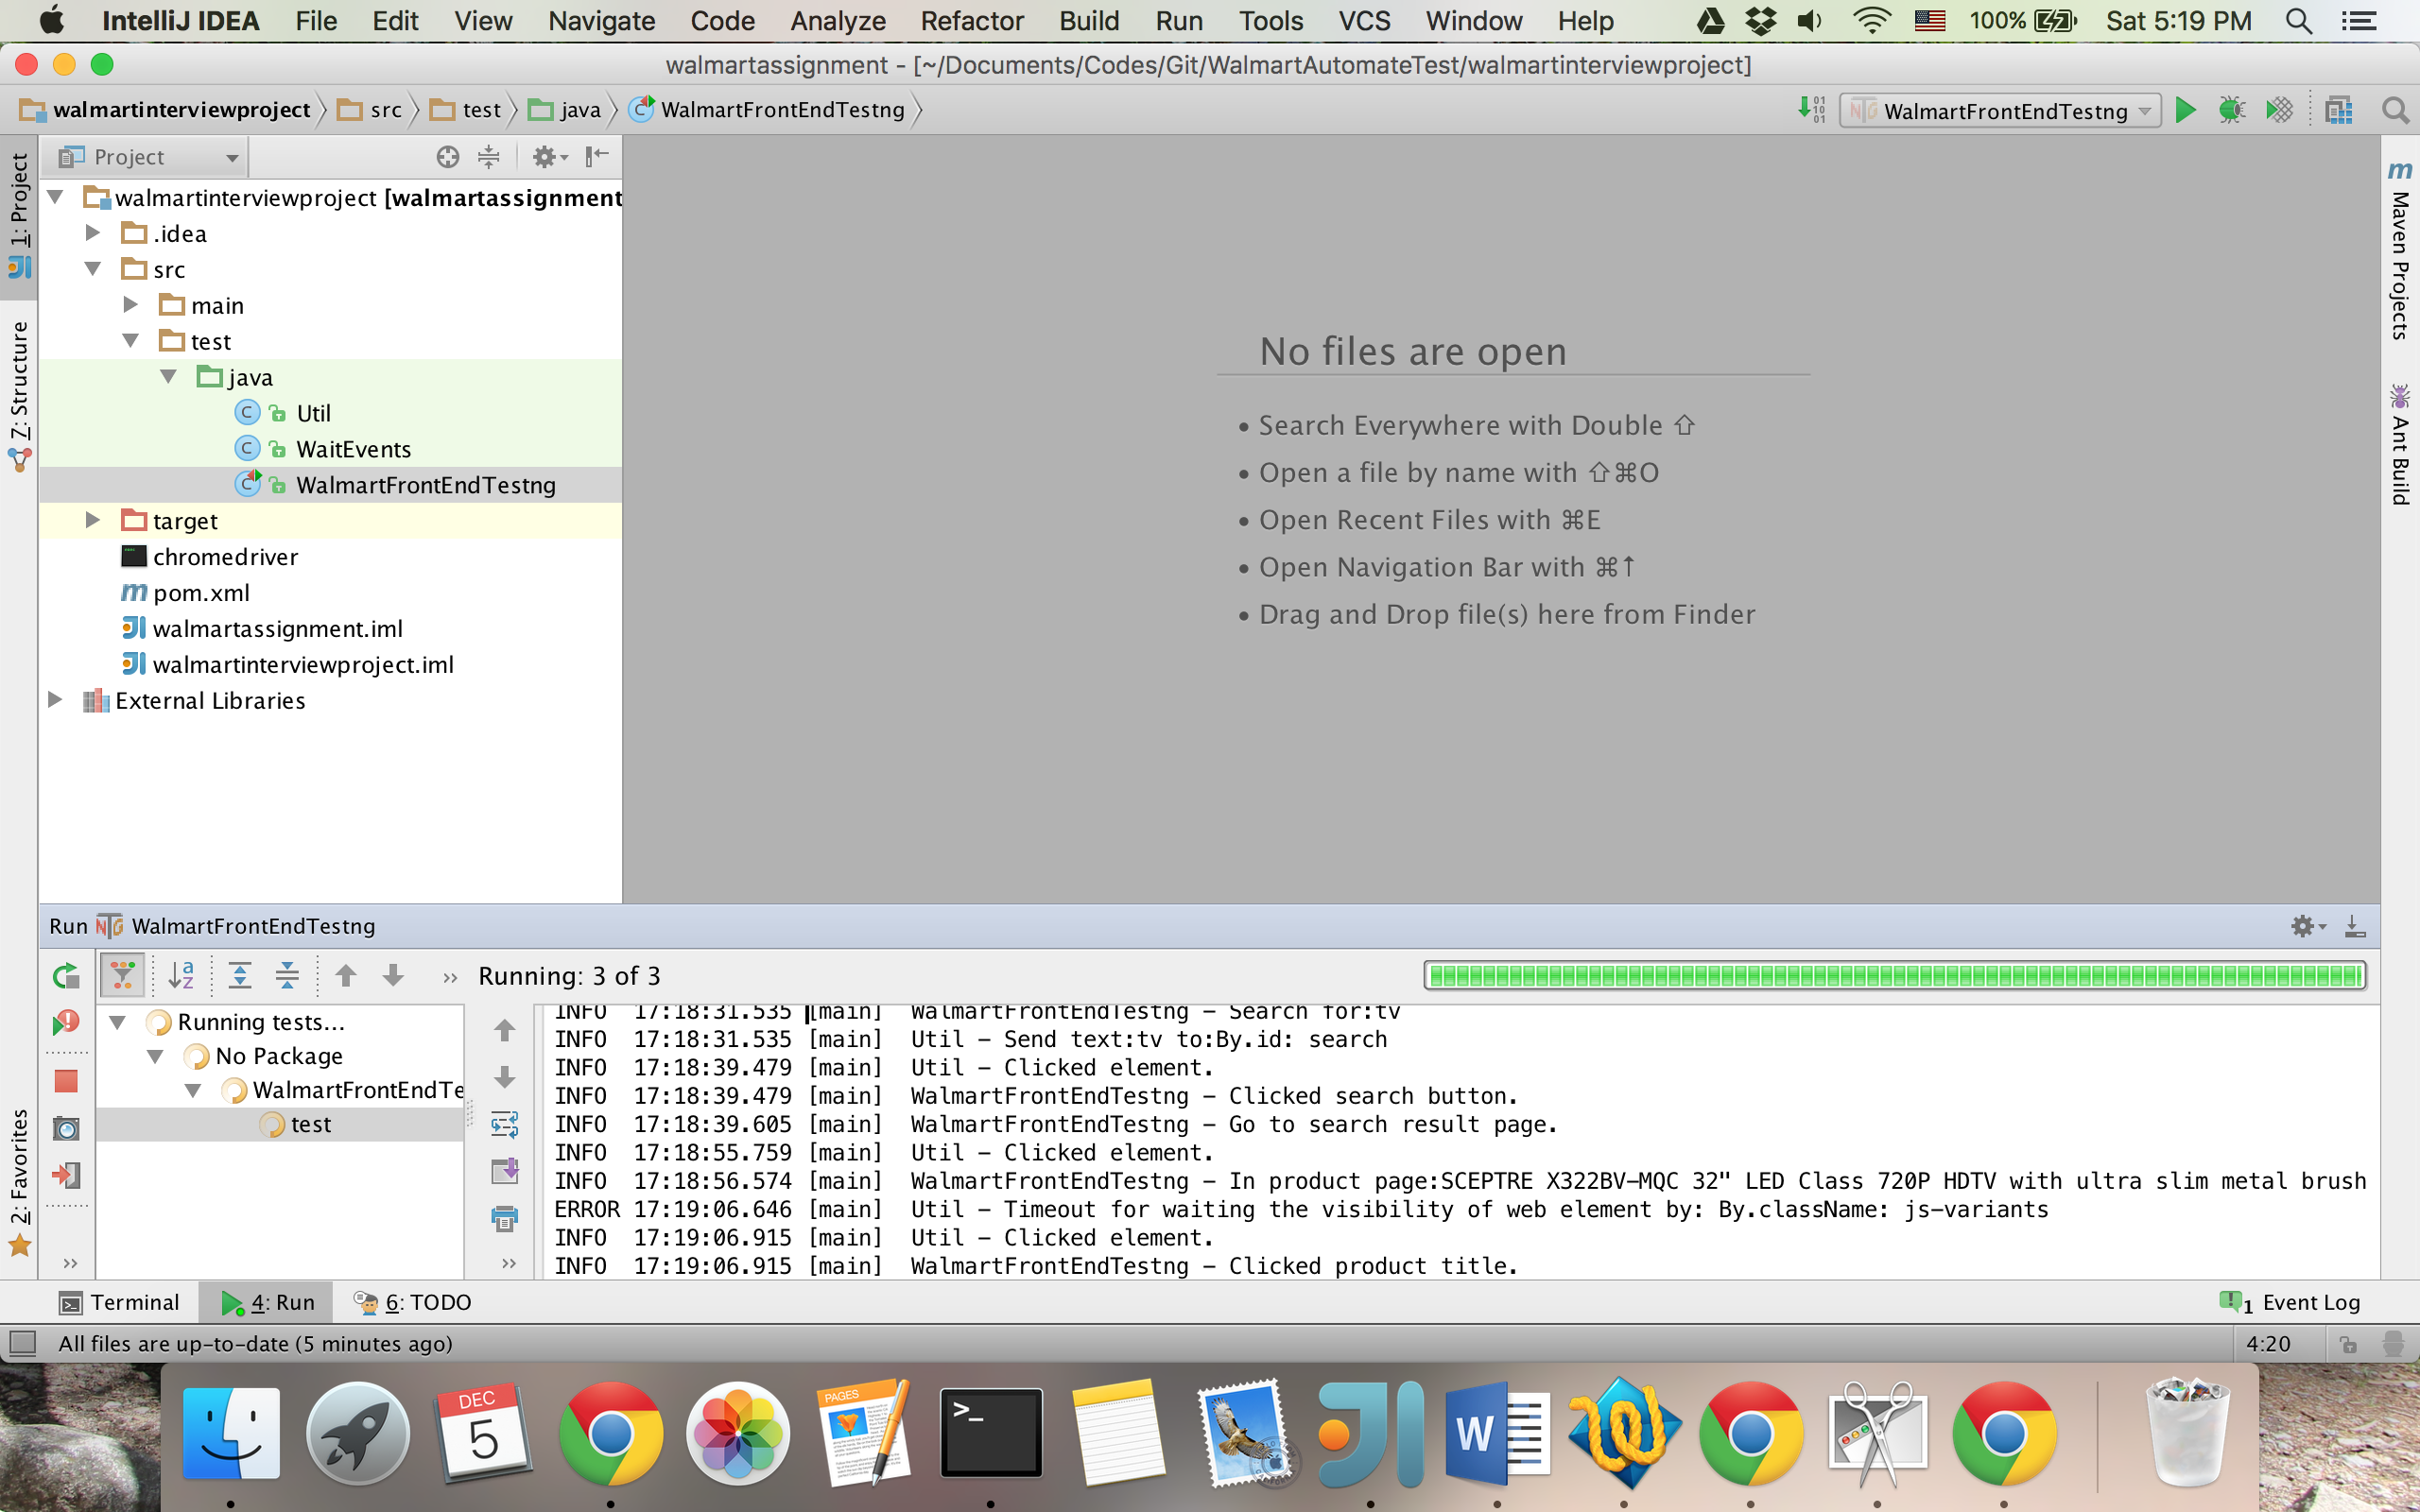 IntelliJ IDEA File Edit View Navigate Code Analyze Refactor Build Run Tools VCS Window Help 100% Sat 5:19 PM
walmartassignment - [~/Documents/Codes/Git/WalmartAutomateTest/walmartinterviewproject]
walmartinterviewproject src test java WalmartFrontEndTestng WalmartFrontEndTestng
1: Project
Z: Structure
2: Favorites
Project
walmartinterviewproject [walmartassignment
.idea
src
main
test
java
Util
WaitEvents
WalmartFrontEndTestng
target
chromedriver
pom.xml
walmartassignment.iml
walmartinterviewproject.iml
External Libraries
No files are open
• Search Everywhere with Double ⇧
• Open a file by name with ⇧⌘O
• Open Recent Files with ⌘E
• Open Navigation Bar with ⌘↑
• Drag and Drop file(s) here from Finder
Maven Projects
Ant Build
Run WalmartFrontEndTestng
Running: 3 of 3
Running tests...
No Package
WalmartFrontEndTe
test
INFO 17:18:31.535 [main] WalmartFrontEndTestng - Search for:tv
INFO 17:18:31.535 [main] Util - Send text:tv to:By.id: search
INFO 17:18:39.479 [main] Util - Clicked element.
INFO 17:18:39.479 [main] WalmartFrontEndTestng - Clicked search button.
INFO 17:18:39.605 [main] WalmartFrontEndTestng - Go to search result page.
INFO 17:18:55.759 [main] Util - Clicked element.
INFO 17:18:56.574 [main] WalmartFrontEndTestng - In product page:SCEPTRE X322BV-MQC 32" LED Class 720P HDTV with ultra slim metal brush
ERROR 17:19:06.646 [main] Util - Timeout for waiting the visibility of web element by: By.className: js-variants
INFO 17:19:06.915 [main] Util - Clicked element.
INFO 17:19:06.915 [main] WalmartFrontEndTestng - Clicked product title.
Terminal 4: Run 6: TODO 1 Event Log
All files are up-to-date (5 minutes ago) 4:20
DEC
5
PAGES
>_
W